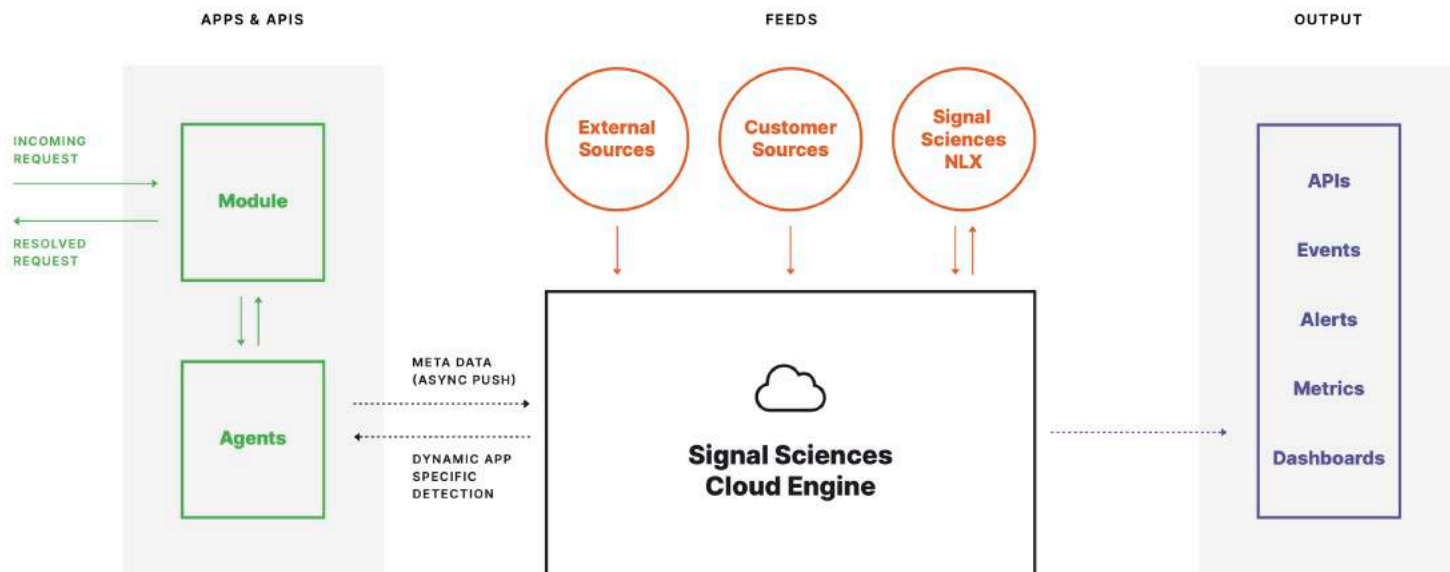 APPS & APIS
FEEDS
OUTPUT
INCOMING
REQUEST
RESOLVED
REQUEST
Module
Agents
META DATA
(ASYNC PUSH)
DYNAMIC APP
SPECIFIC
DETECTION
External
Sources
Customer
Sources
Signal
Sciences
NLX
Signal Sciences
Cloud Engine
APIs
Events
Alerts
Metrics
Dashboards